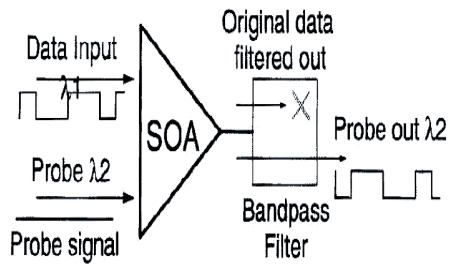 Data Input
λ1
Original data
filtered out
SOA
Probe λ2
Probe out λ2
Probe signal
Bandpass
Filter